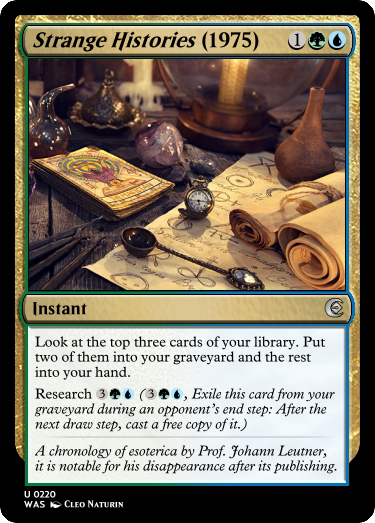 Strange Histories (1975) 1
Instant
Look at the top three cards of your library. Put
two of them into your graveyard and the rest
into your hand.
Research 3 (3, Exile this card from your
graveyard during an opponent's end step: After the
next draw step, cast a free copy of it.)
A chronology of esoterica by Prof. Johann Leutner,
it is notable for his disappearance after its publishing.
U 0220
WAS Cleo Naturin